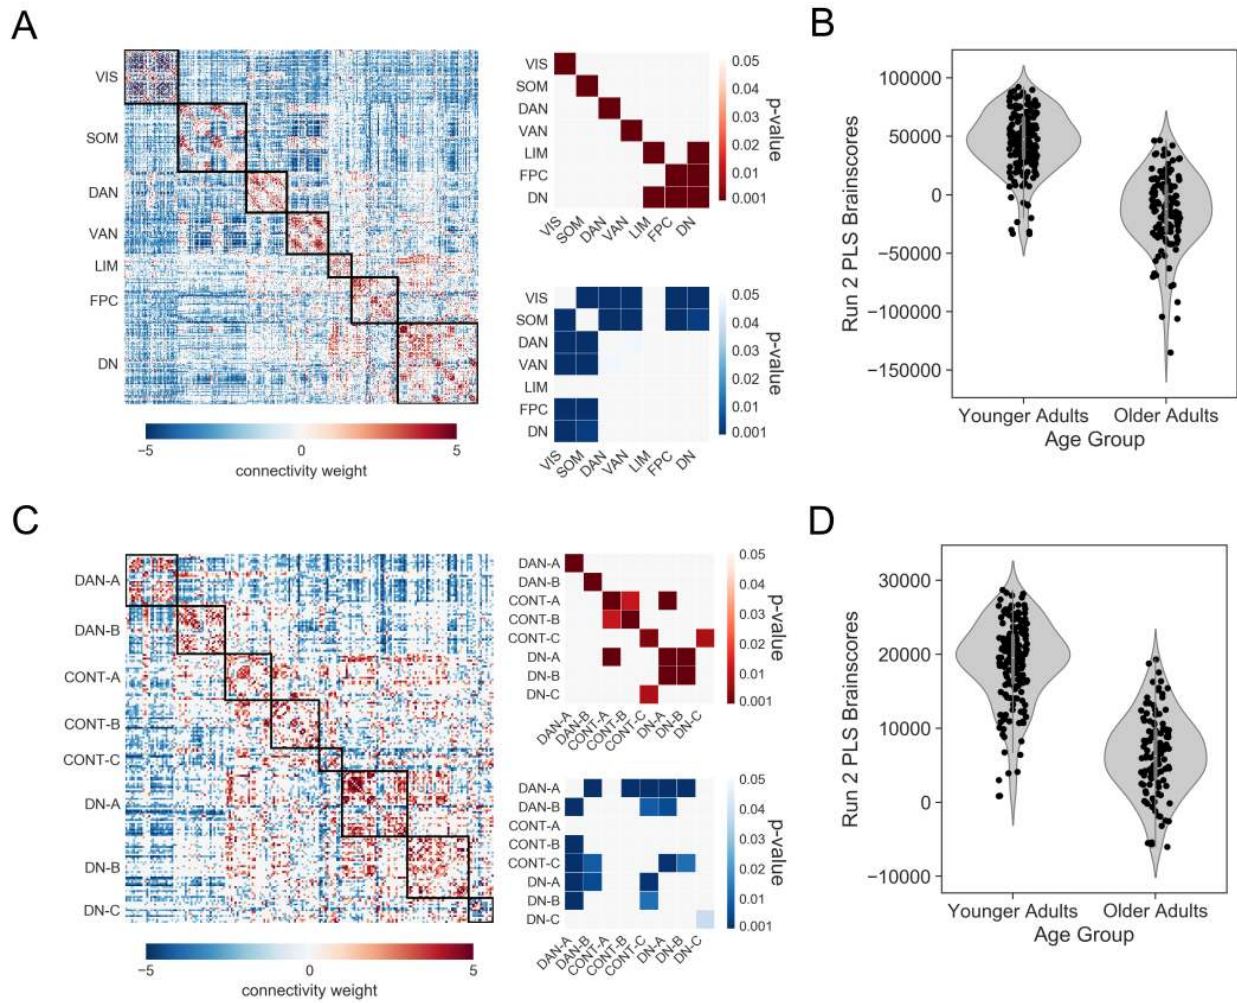 A
VIS
SOM
DAN
VAN
LIM
FPC
DN
−5
0
5
connectivity weight
VIS
SOM
DAN
VAN
LIM
FPC
DN
VIS
SOM
DAN
VAN
LIM
FPC
DN
0.05
0.04
0.03
0.02
0.01
0.001
p-value
VIS
SOM
DAN
VAN
LIM
FPC
DN
VIS
SOM
DAN
VAN
LIM
FPC
DN
0.05
0.04
0.03
0.02
0.01
0.001
p-value
B
Run 2 PLS Brainscores
100000
50000
0
−50000
−100000
−150000
Younger Adults
Older Adults
Age Group
C
DAN-A
DAN-B
CONT-A
CONT-B
CONT-C
DN-A
DN-B
DN-C
−5
0
5
connectivity weight
DAN-A
DAN-B
CONT-A
CONT-B
CONT-C
DN-A
DN-B
DN-C
DAN-A
DAN-B
CONT-A
CONT-B
CONT-C
DN-A
DN-B
DN-C
0.05
0.04
0.03
0.02
0.01
0.001
p-value
DAN-A
DAN-B
CONT-A
CONT-B
CONT-C
DN-A
DN-B
DN-C
DAN-A
DAN-B
CONT-A
CONT-B
CONT-C
DN-A
DN-B
DN-C
0.05
0.04
0.03
0.02
0.01
0.001
p-value
D
Run 2 PLS Brainscores
30000
20000
10000
0
−10000
Younger Adults
Older Adults
Age Group